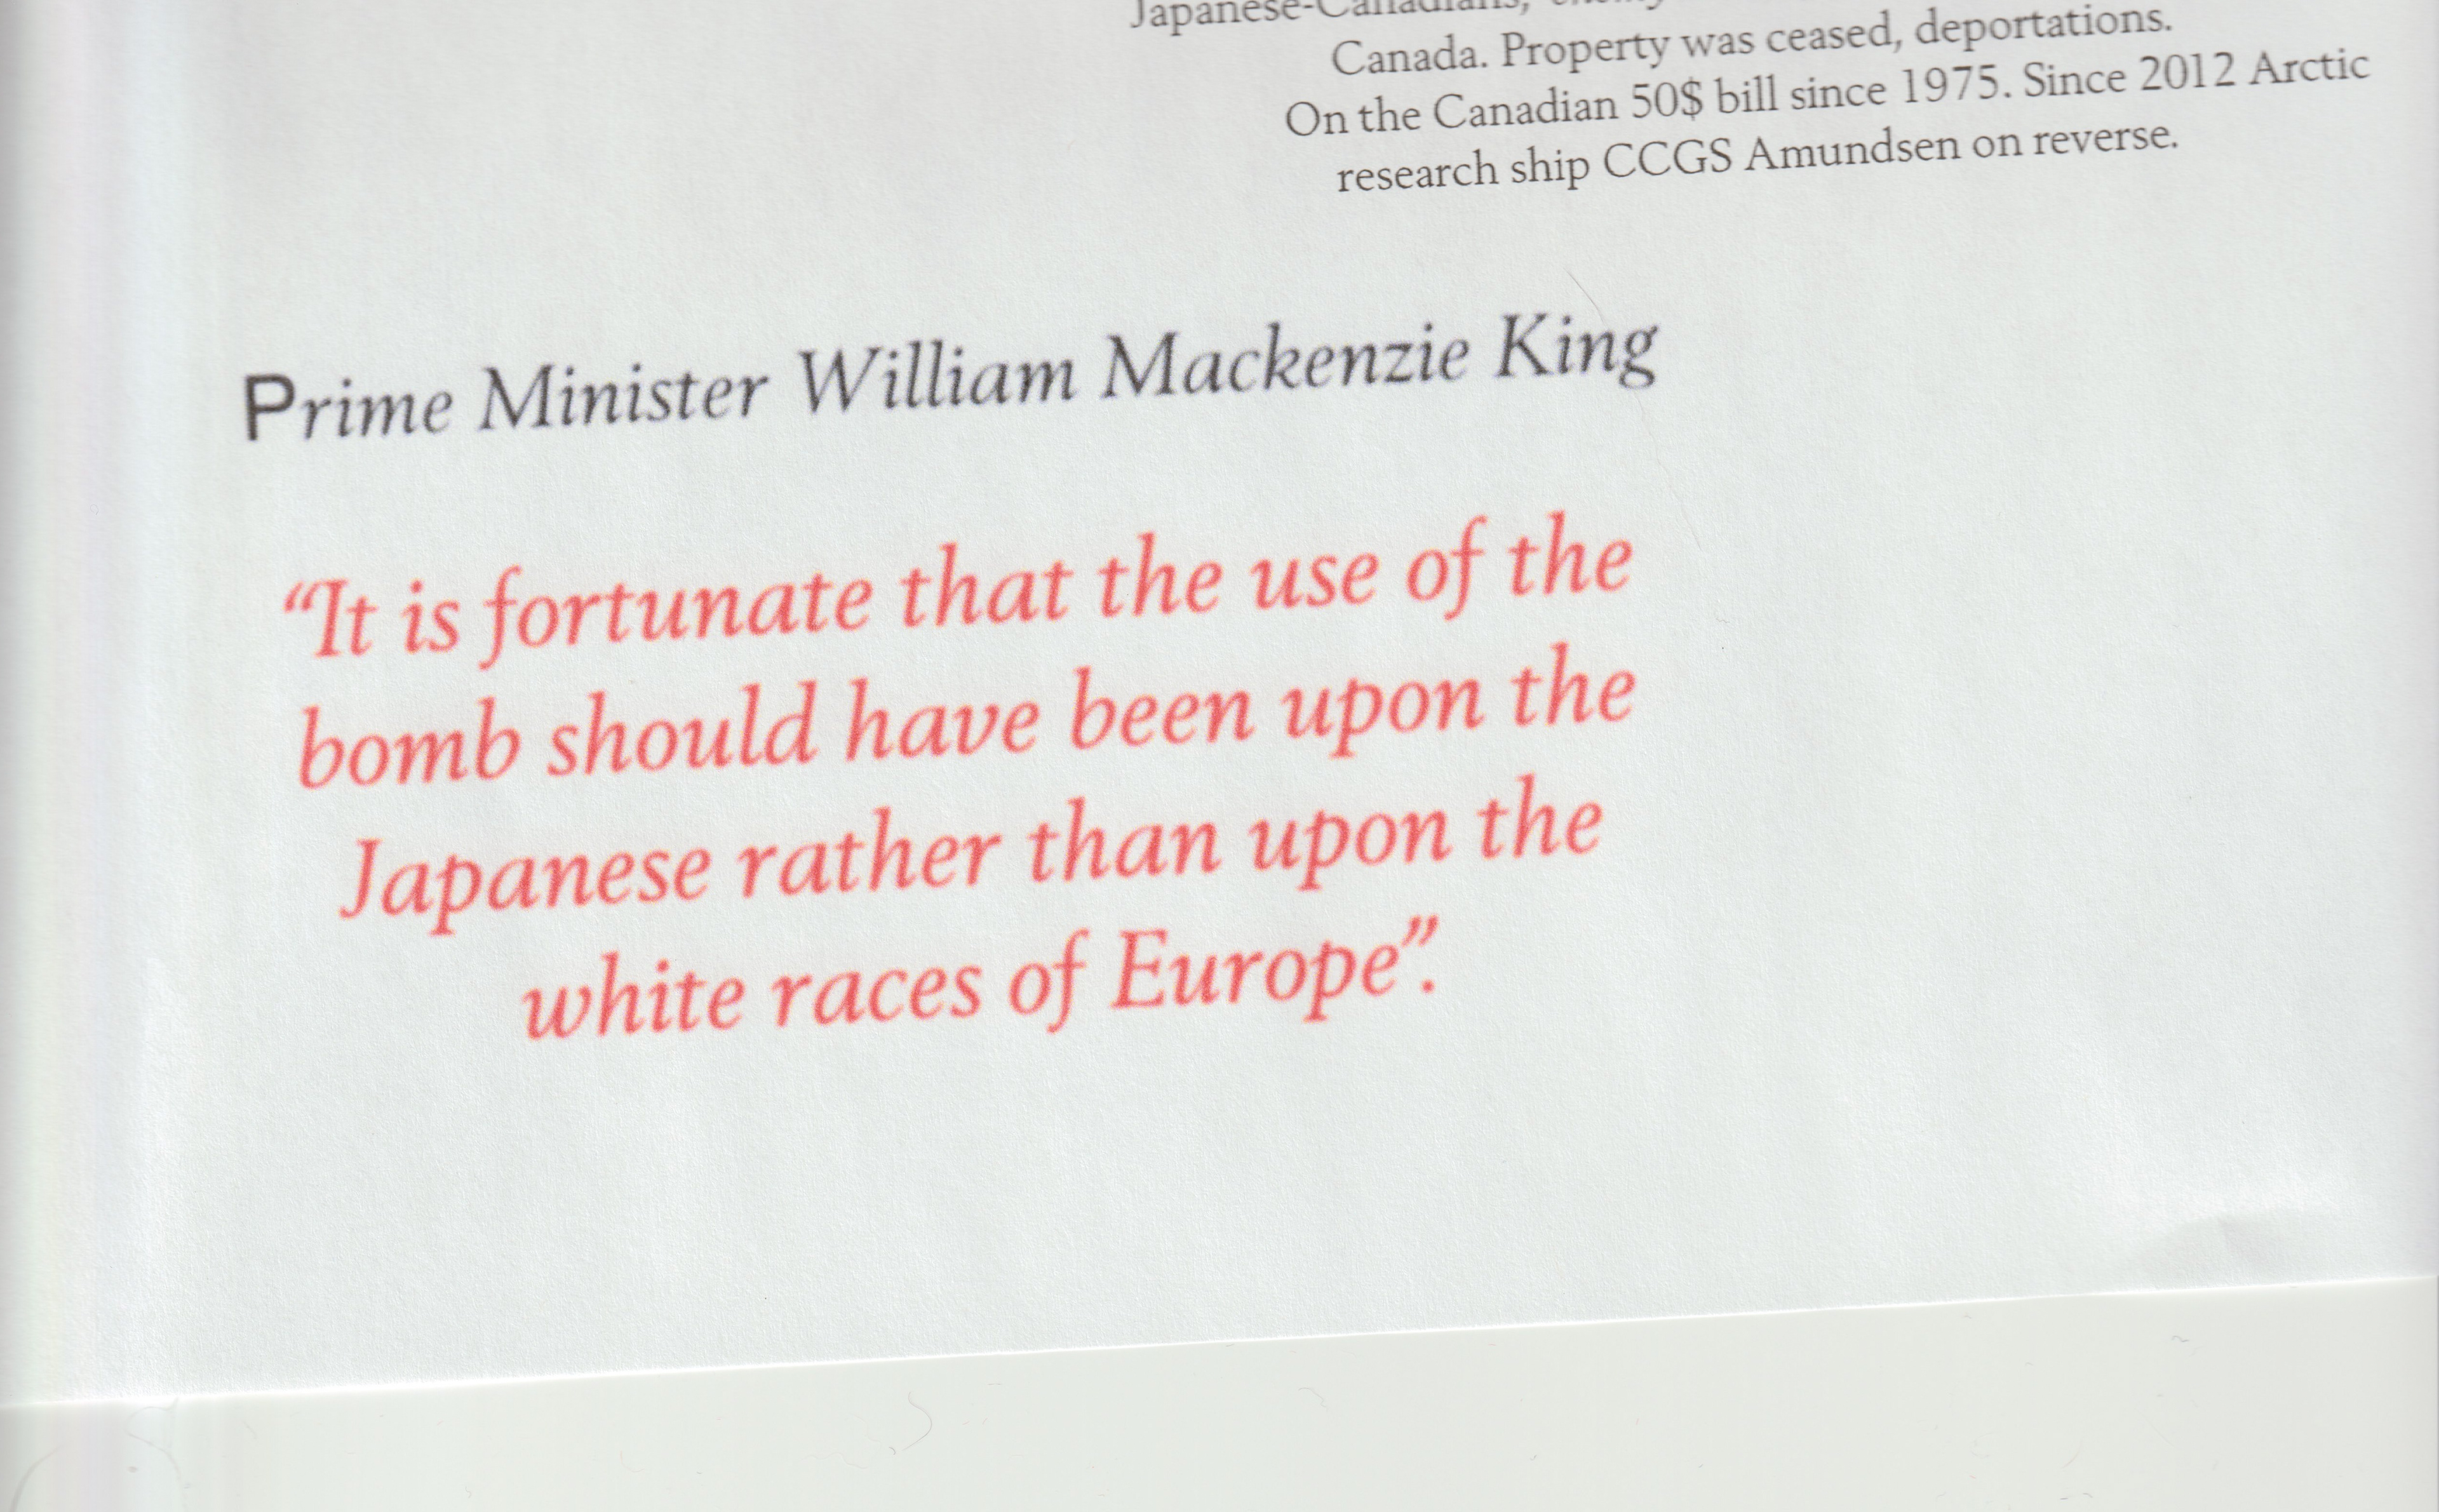 Japanese-Canadians,
Canada. Property was ceased, deportations.
On the Canadian 50$ bill since 1975. Since 2012 Arctic
research ship CCGS Amundsen on reverse.
Prime Minister William Mackenzie King
“It is fortunate that the use of the
bomb should have been upon the
Japanese rather than upon the
white races of Europe”.